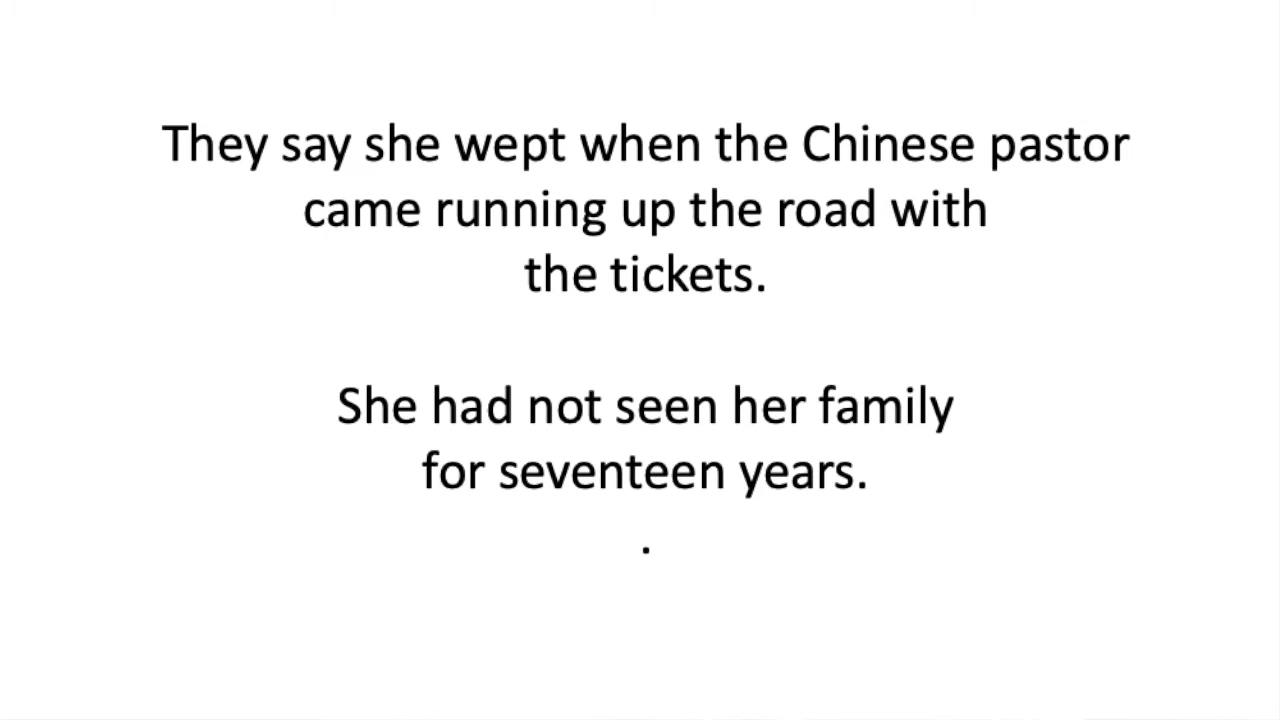 They say she wept when the Chinese pastor
came running up the road with
the tickets.
She had not seen her family
for seventeen years.
.